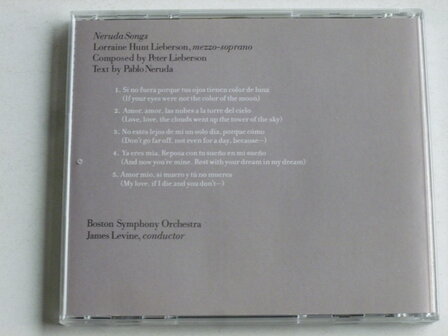 Neruda Songs
Lorraine Hunt Lieberson, mezzo-soprano
Composed by Peter Lieberson
Text by Pablo Neruda
1. Si no fuera porque tus ojos tienen color de luna
(If your eyes were not the color of the moon)
2. Amor, amor, las nubes a la torre del cielo
(Love, love, the clouds went up the tower of the sky)
3. No estés lejos de mí un solo día, porque cómo
(Don't go far off, not even for a day, because—)
4. Ya eres mía. Reposa con tu sueño en mi sueño
(And now you're mine. Rest with your dream in my dream)
5. Amor mío, si muero y tú no mueres
(My love, if I die and you don't—)
Boston Symphony Orchestra
James Levine, conductor